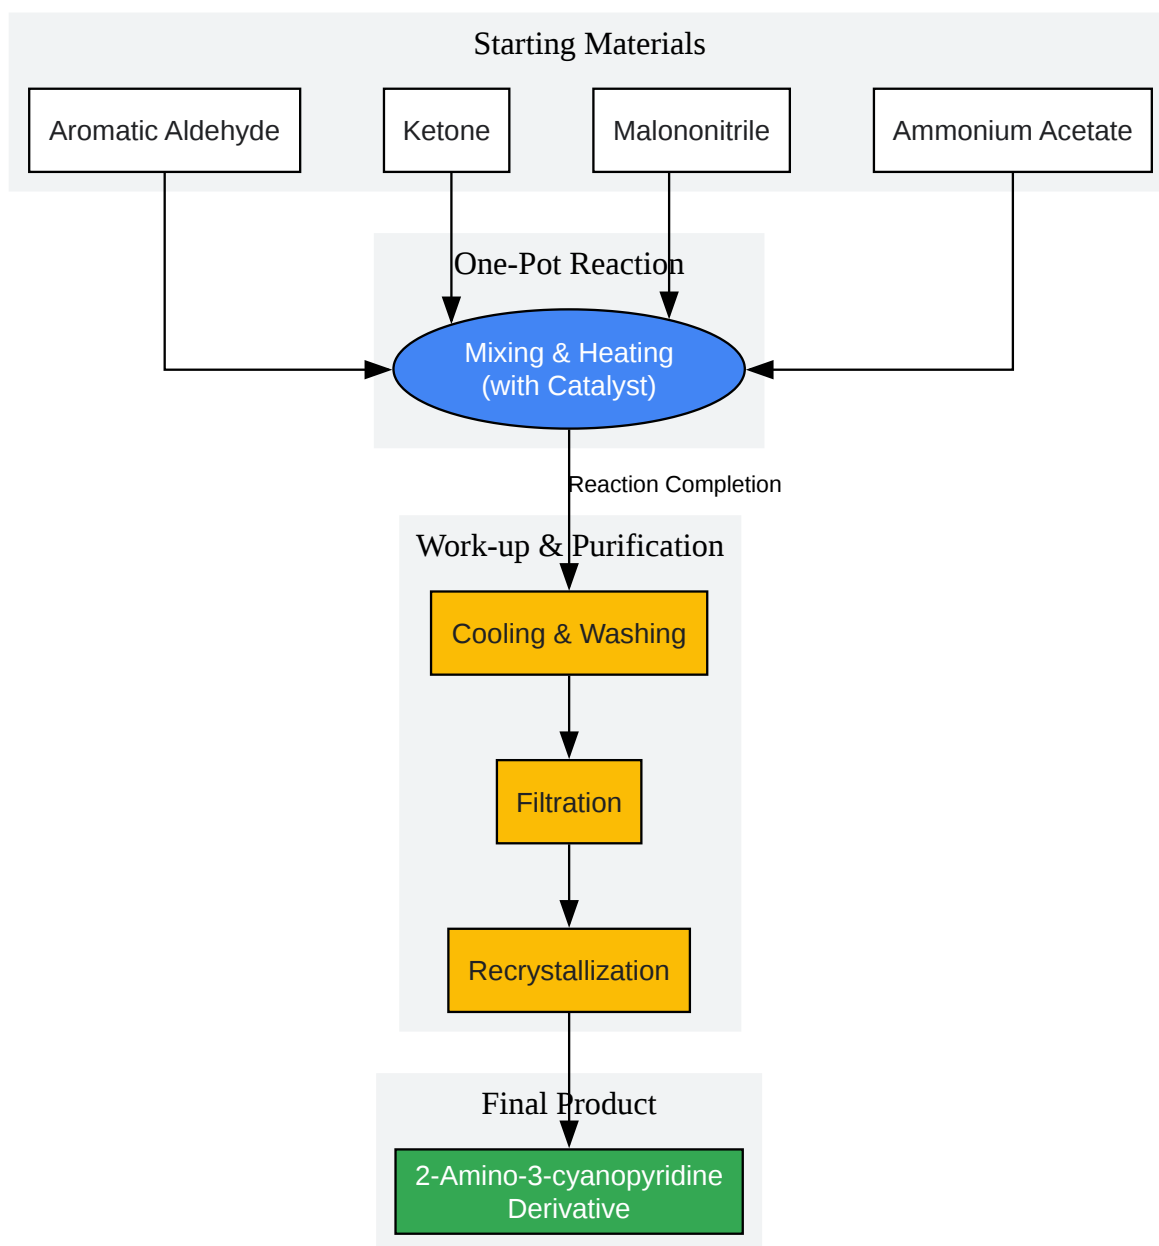 Starting Materials
Aromatic Aldehyde
Ketone
Malononitrile
Ammonium Acetate
One-Pot Reaction
Mixing & Heating
(with Catalyst)
Reaction Completion
Work-up & Purification
Cooling & Washing
Filtration
Recrystallization
Final Product
2-Amino-3-cyanopyridine
Derivative